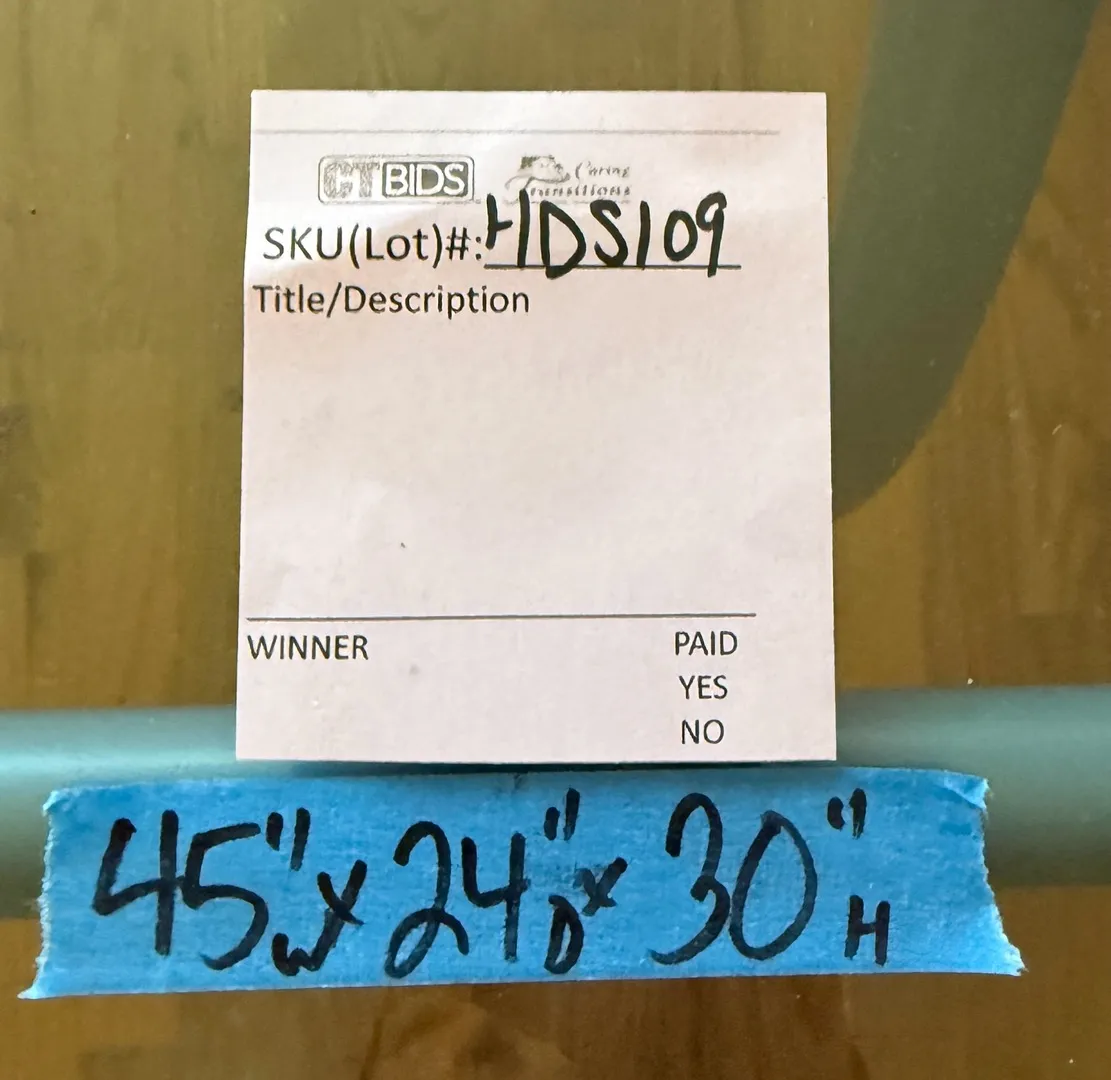 CTBIDS Caring Transitions
SKU(Lot)#: HDS109
Title/Description
WINNER PAID
YES
NO
45"W x 24"D x 30"H